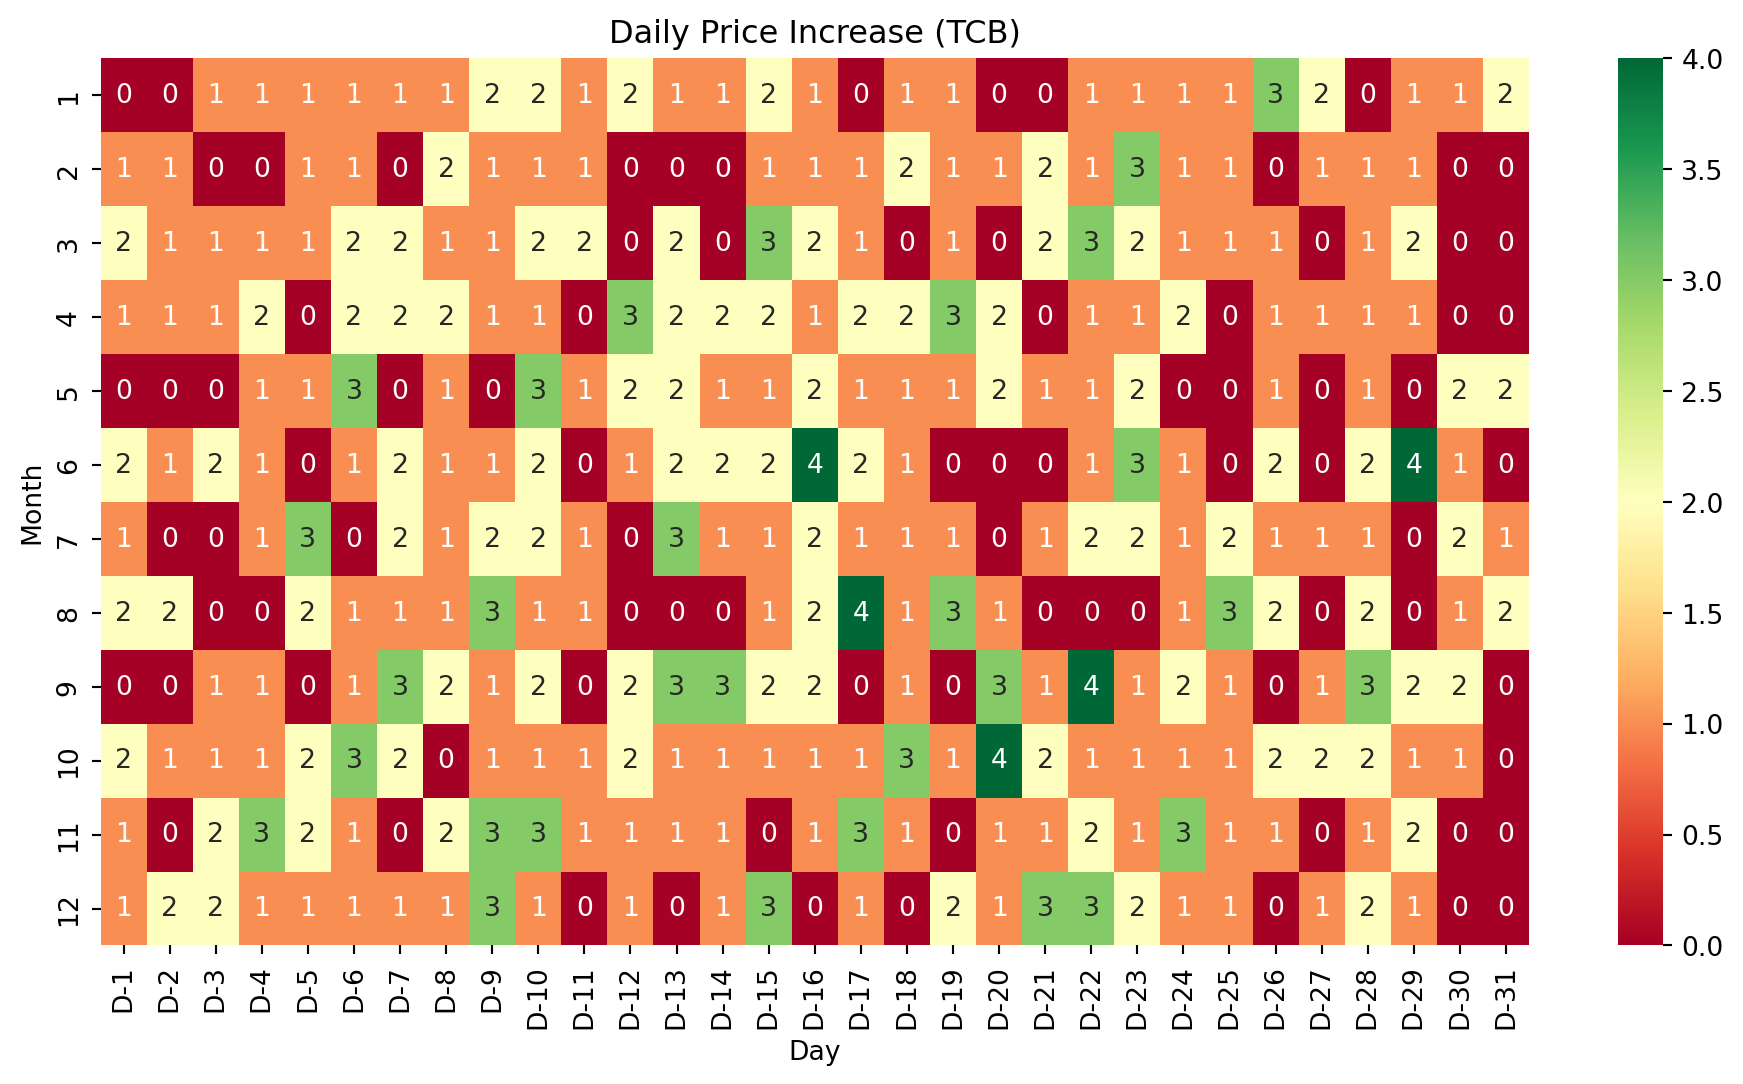 Daily Price Increase (TCB)
1 0 0 1 1 1 1 1 1 2 2 1 2 1 1 2 1 0 1 1 0 0 1 1 1 1 3 2 0 1 1 2
2 1 1 0 0 1 1 0 2 1 1 1 0 0 0 1 1 1 2 1 1 2 1 3 1 1 0 1 1 1 0 0
3 2 1 1 1 1 2 2 1 1 2 2 0 2 0 3 2 1 0 1 0 2 3 2 1 1 1 0 1 2 0 0
4 1 1 1 2 0 2 2 2 1 1 0 3 2 2 2 1 2 2 3 2 0 1 1 2 0 1 1 1 1 0 0
5 0 0 0 1 1 3 0 1 0 3 1 2 2 1 1 2 1 1 1 2 1 1 2 0 0 1 0 1 0 2 2
6 2 1 2 1 0 1 2 1 1 2 0 1 2 2 2 4 2 1 0 0 0 1 3 1 0 2 0 2 4 1 0
7 1 0 0 1 3 0 2 1 2 2 1 0 3 1 1 2 1 1 1 0 1 2 2 1 2 1 1 1 0 2 1
8 2 2 0 0 2 1 1 1 3 1 1 0 0 0 1 2 4 1 3 1 0 0 0 1 3 2 0 2 0 1 2
9 0 0 1 1 0 1 3 2 1 2 0 2 3 3 2 2 0 1 0 3 1 4 1 2 1 0 1 3 2 2 0
10 2 1 1 1 2 3 2 0 1 1 1 2 1 1 1 1 1 3 1 4 2 1 1 1 1 2 2 2 1 1 0
11 1 0 2 3 2 1 0 2 3 3 1 1 1 1 0 1 3 1 0 1 1 2 1 3 1 1 0 1 2 0 0
12 1 2 2 1 1 1 1 1 3 1 0 1 0 1 3 0 1 0 2 1 3 3 2 1 1 0 1 2 1 0 0
Month
D-1 D-2 D-3 D-4 D-5 D-6 D-7 D-8 D-9 D-10 D-11 D-12 D-13 D-14 D-15 D-16 D-17 D-18 D-19 D-20 D-21 D-22 D-23 D-24 D-25 D-26 D-27 D-28 D-29 D-30 D-31
Day
4.0
3.5
3.0
2.5
2.0
1.5
1.0
0.5
0.0